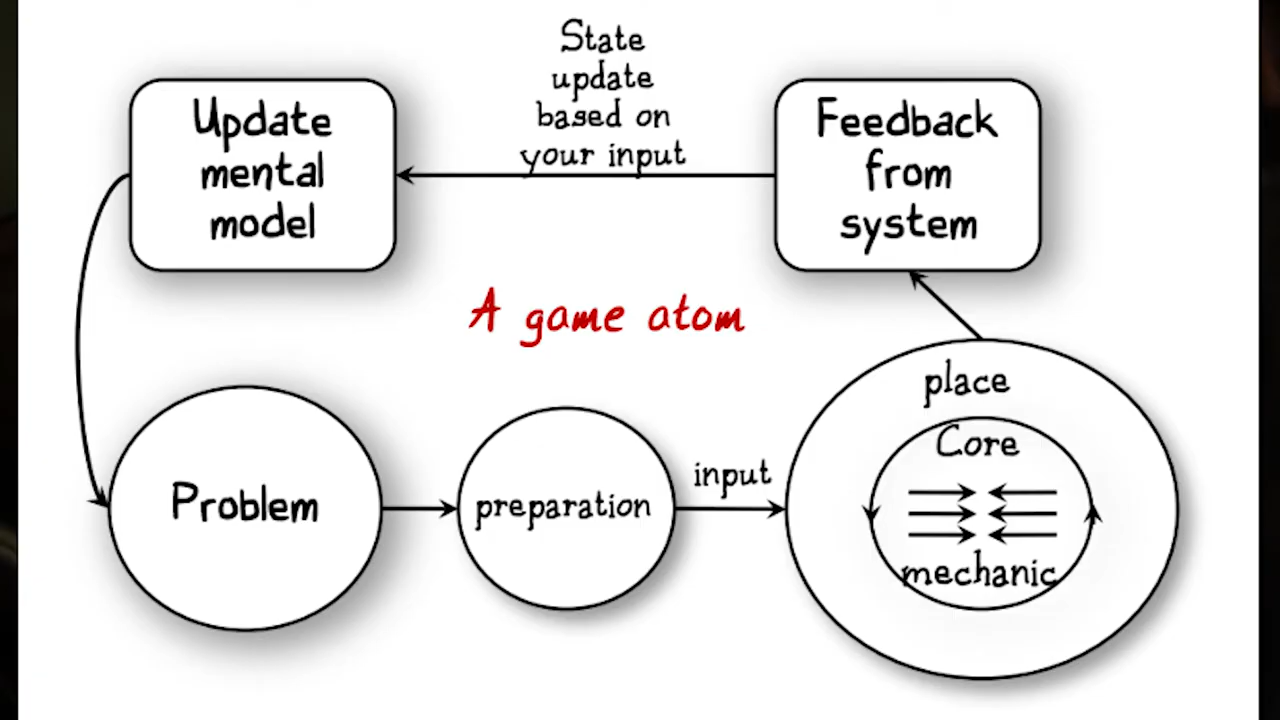 State
update
based on
your input
Update
mental
model
Feedback
from
system
A game atom
place
Core
mechanic
Problem
preparation
input